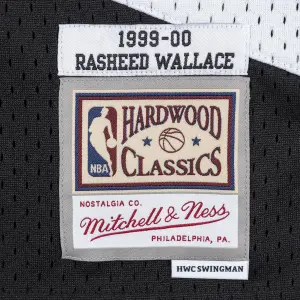 1999-00
RASHEED WALLACE
HARDWOOD
CLASSICS
NBA
NOSTALGIA CO.
Mitchell & Ness
PHILADELPHIA, PA.
HWC SWINGMAN